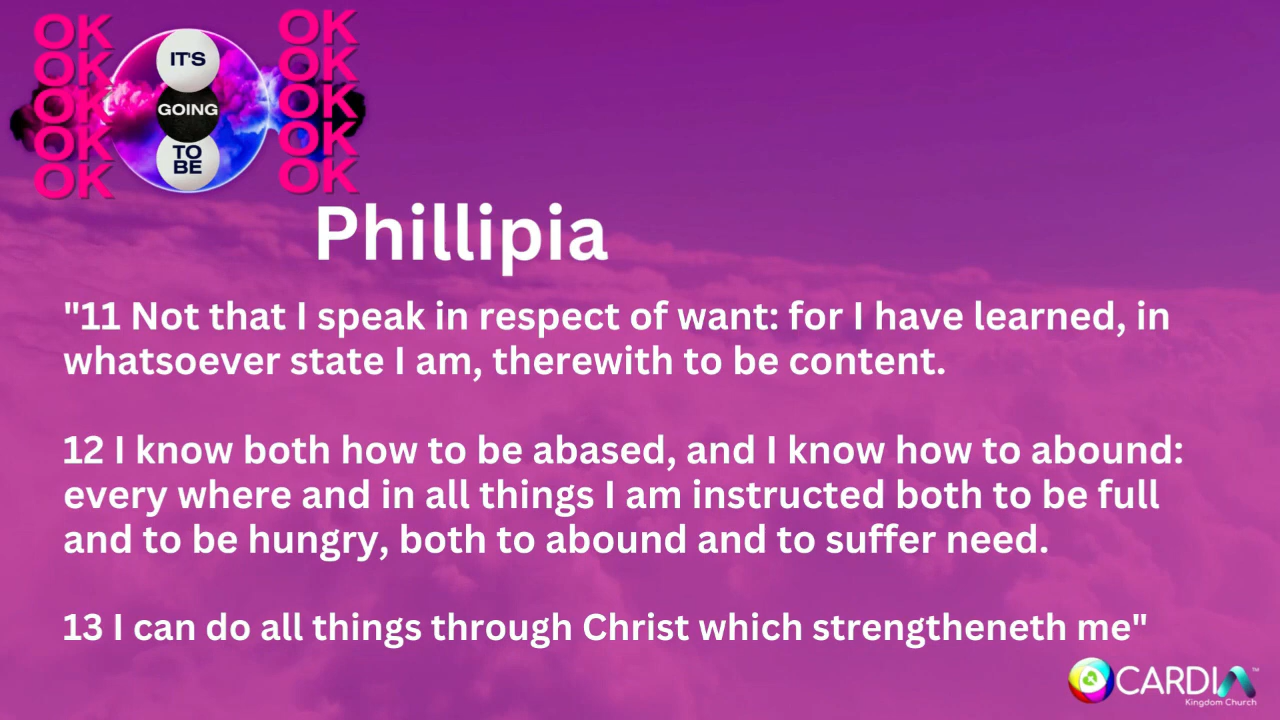 OK
OK
OK
OK
OK
IT'S
GOING
TO
BE
OK
OK
OK
OK
OK
Phillipia
"11 Not that I speak in respect of want: for I have learned, in
whatsoever state I am, therewith to be content.
12 I know both how to be abased, and I know how to abound:
every where and in all things I am instructed both to be full
and to be hungry, both to abound and to suffer need.
13 I can do all things through Christ which strengtheneth me"
CARDIA™
Kingdom Church